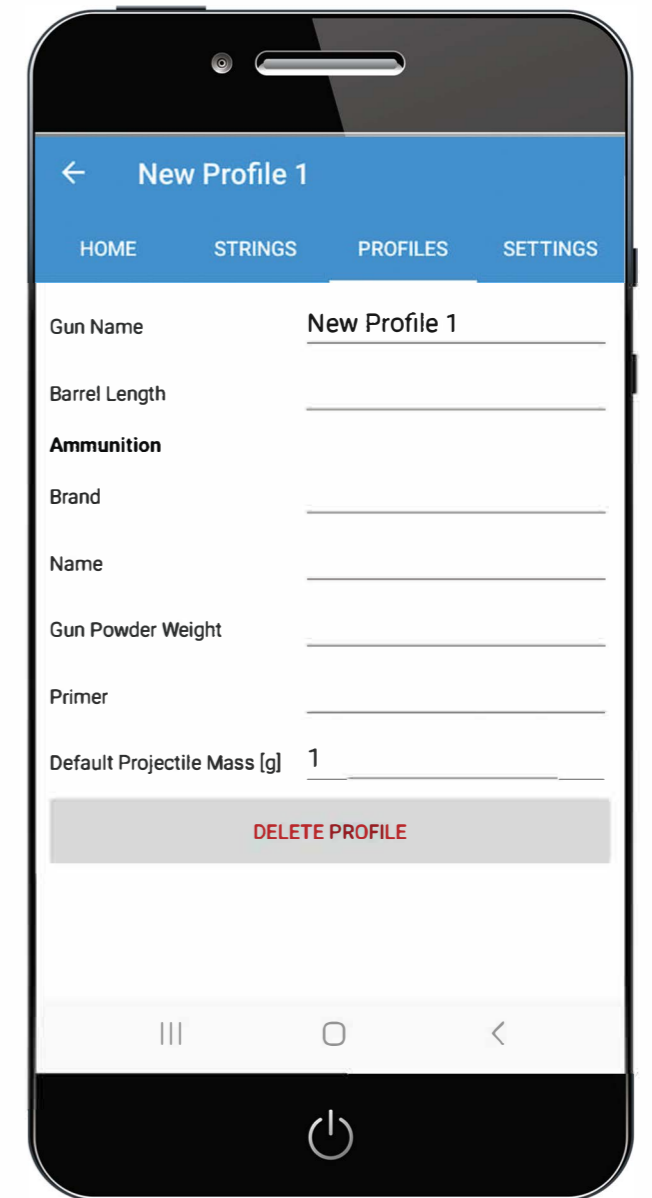 New Profile 1
HOME STRINGS PROFILES SETTINGS
Gun Name New Profile 1
Barrel Length
Ammunition
Brand
Name
Gun Powder Weight
Primer
Default Projectile Mass [g] 1
DELETE PROFILE